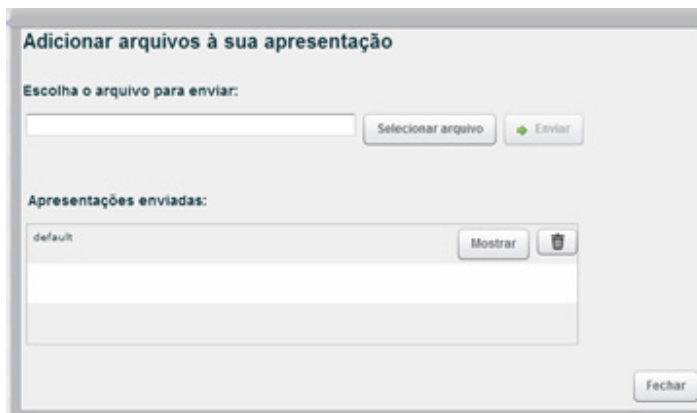 Adicionar arquivos à sua apresentação
Escolha o arquivo para enviar:
Selecionar arquivo Enviar
Apresentações enviadas:
default Mostrar
Fechar